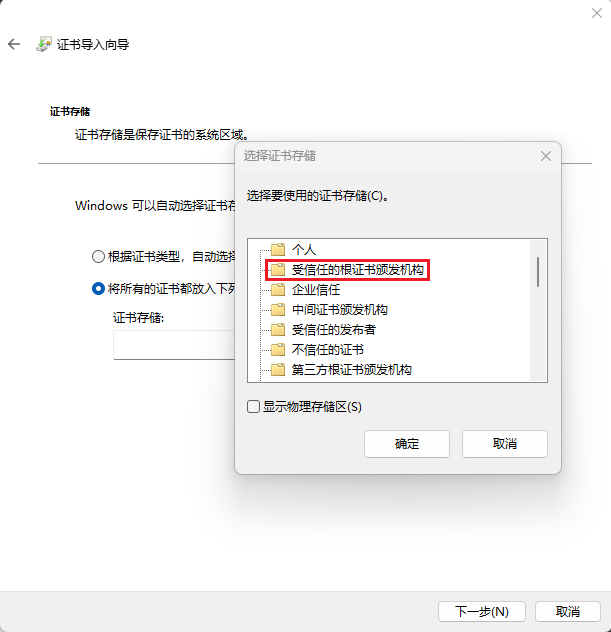 证书导入向导
证书存储
证书存储是保存证书的系统区域。
Windows 可以自动选择证书存
根据证书类型，自动选择
将所有的证书都放入下列
证书存储:
选择证书存储
选择要使用的证书存储(C)。
个人
受信任的根证书颁发机构
企业信任
中间证书颁发机构
受信任的发布者
不信任的证书
第三方根证书颁发机构
显示物理存储区(S)
确定
取消
下一步(N)
取消